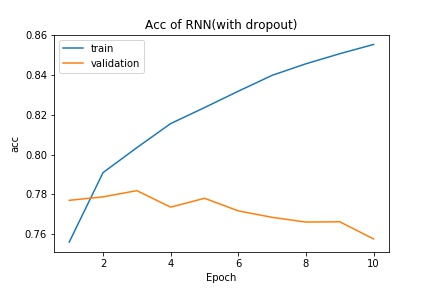 Acc of RNN(with dropout)
0.86
0.84
0.82
0.80
0.78
0.76
acc
train
validation
2
4
6
8
10
Epoch